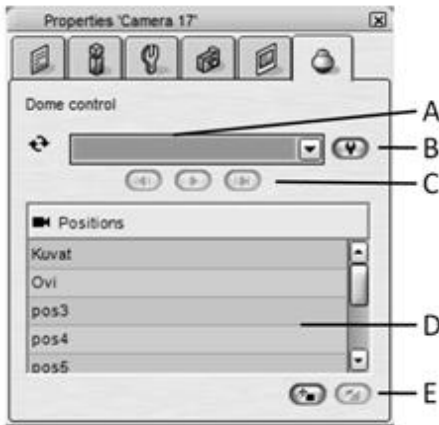 Properties 'Camera 17'
Dome control
A
B
C
Positions
Kuvat
Ovi
pos3
pos4
pos5
D
E